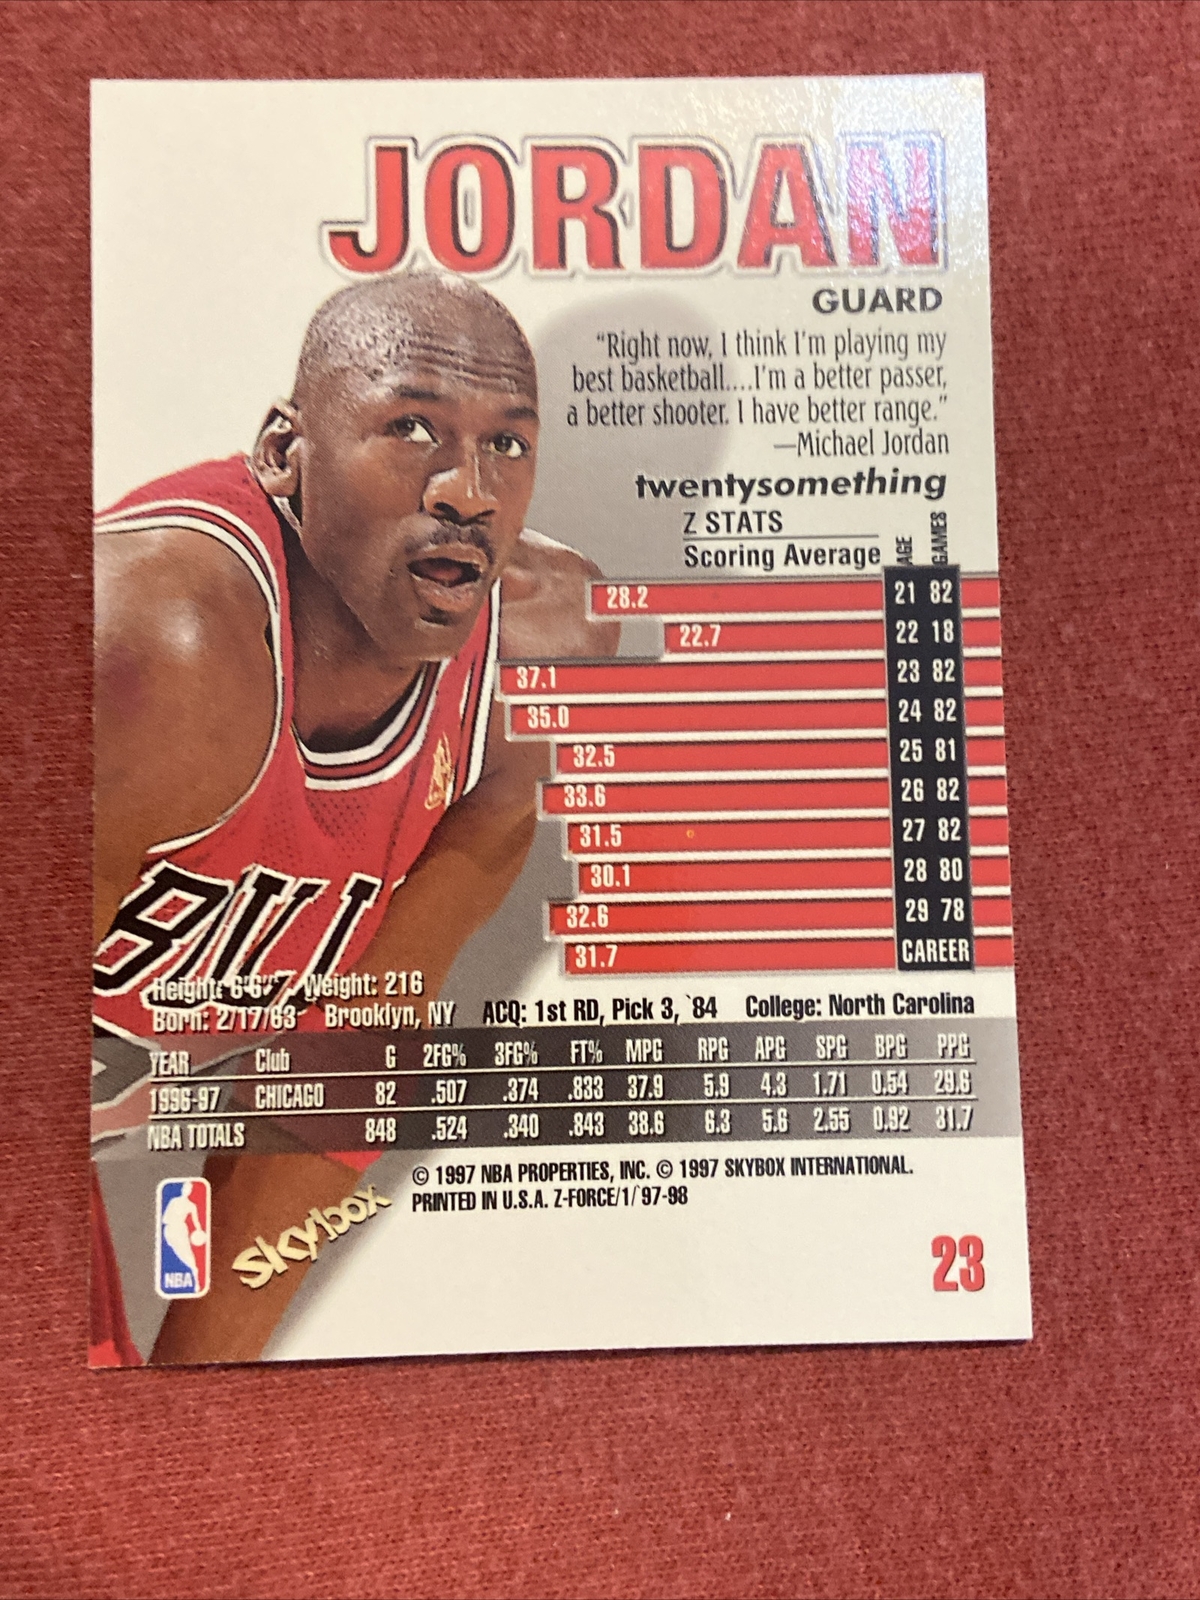 JORDAN
GUARD
"Right now, I think I'm playing my
best basketball....I'm a better passer,
a better shooter. I have better range."
—Michael Jordan
twentysomething
Z STATS
Scoring Average AGE GAMES
28.2 21 82
22.7 22 18
37.1 23 82
35.0 24 82
32.5 25 81
33.6 26 82
31.5 27 82
30.1 28 80
32.6 29 78
31.7 CAREER
BULL
Height: 6'6" Weight: 216
Born: 2/17/63 Brooklyn, NY ACQ: 1st RD, Pick 3, `84 College: North Carolina
YEAR Club G 2FG% 3FG% FT% MPG RPG APG SPG BPG PPG
1996-97 CHICAGO 82 .507 .374 .833 37.9 5.9 4.3 1.71 0.54 29.6
NBA TOTALS 848 .524 .340 .843 38.6 6.3 5.6 2.55 0.92 31.7
© 1997 NBA PROPERTIES, INC. © 1997 SKYBOX INTERNATIONAL.
PRINTED IN U.S.A. Z-FORCE/1/`97-98
NBA
skybox
23